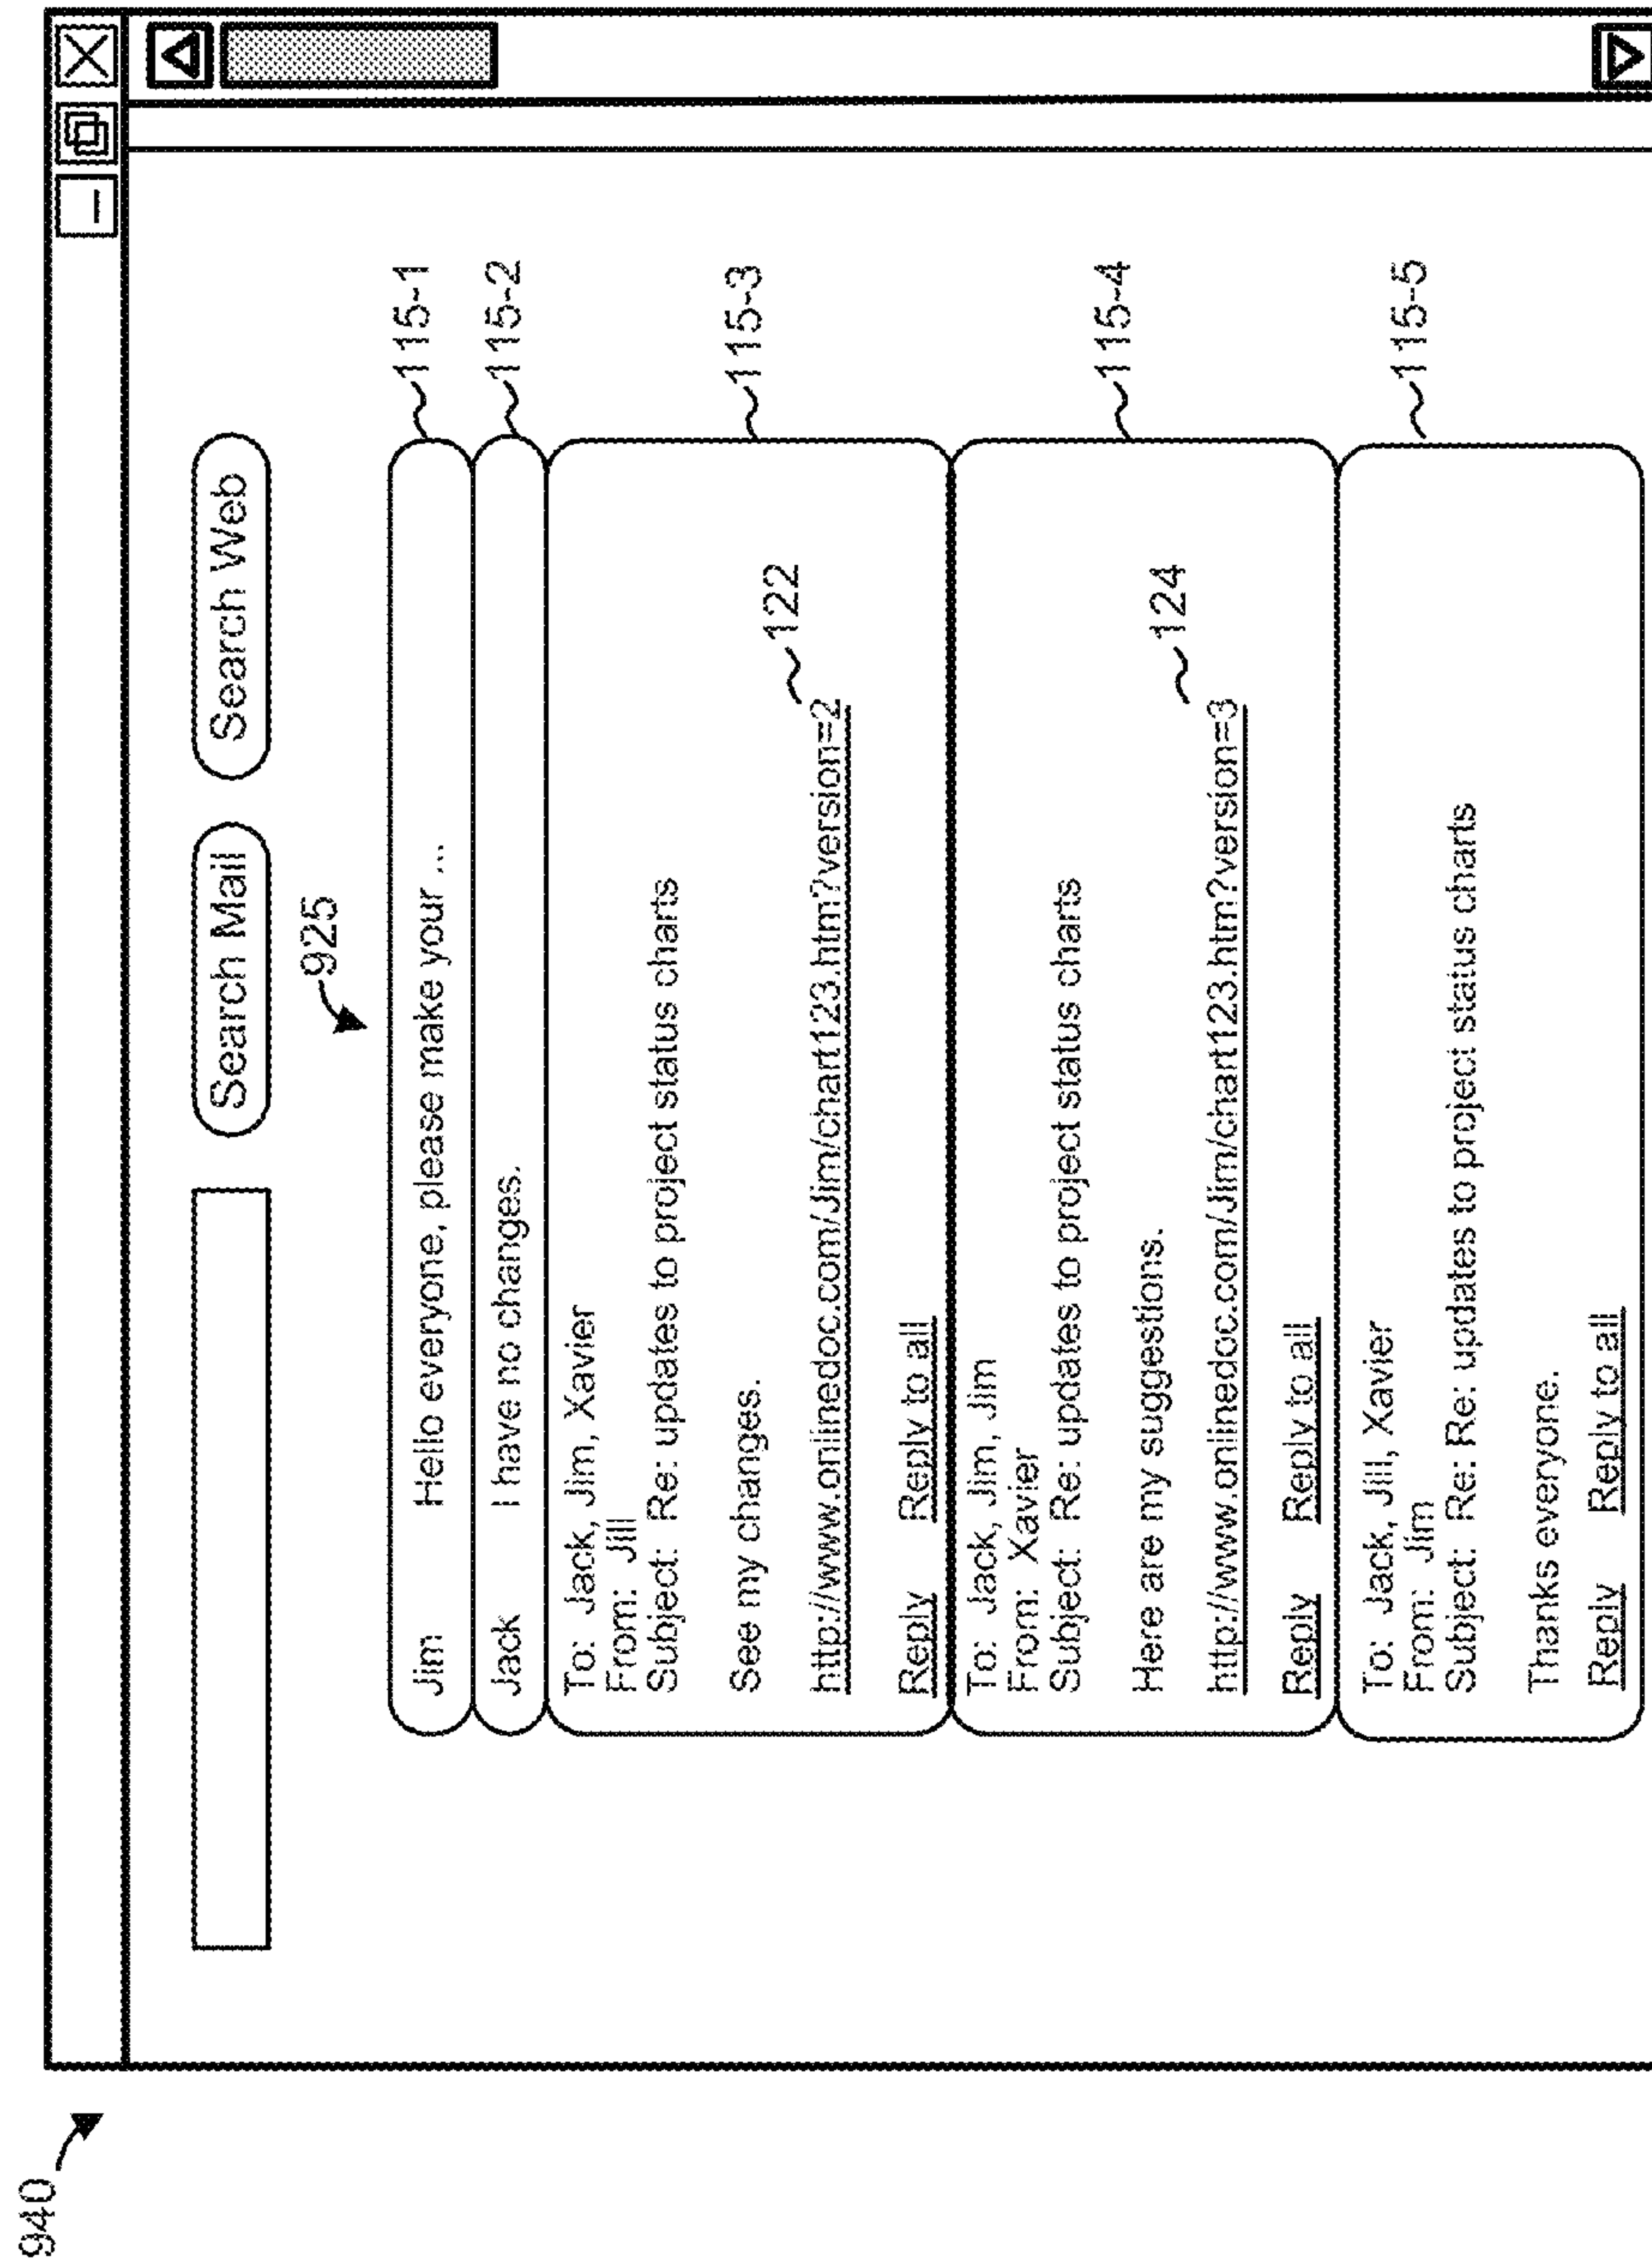 940
Search Mail
Search Web
925
Jim Hello everyone, please make your ...
115-1
Jack I have no changes.
115-2
To: Jack, Jim, Xavier
From: Jill
Subject: Re: updates to project status charts
115-3
See my changes.
122
http://www.onlinedoc.com/Jim/chart123.htm?version=2
Reply Reply to all
To: Jack, Jim, Jim
From: Xavier
Subject: Re: updates to project status charts
115-4
Here are my suggestions.
124
http://www.onlinedoc.com/Jim/chart123.htm?version=3
Reply Reply to all
To: Jack, Jill, Xavier
From: Jim
Subject: Re: Re: updates to project status charts
115-5
Thanks everyone.
Reply Reply to all